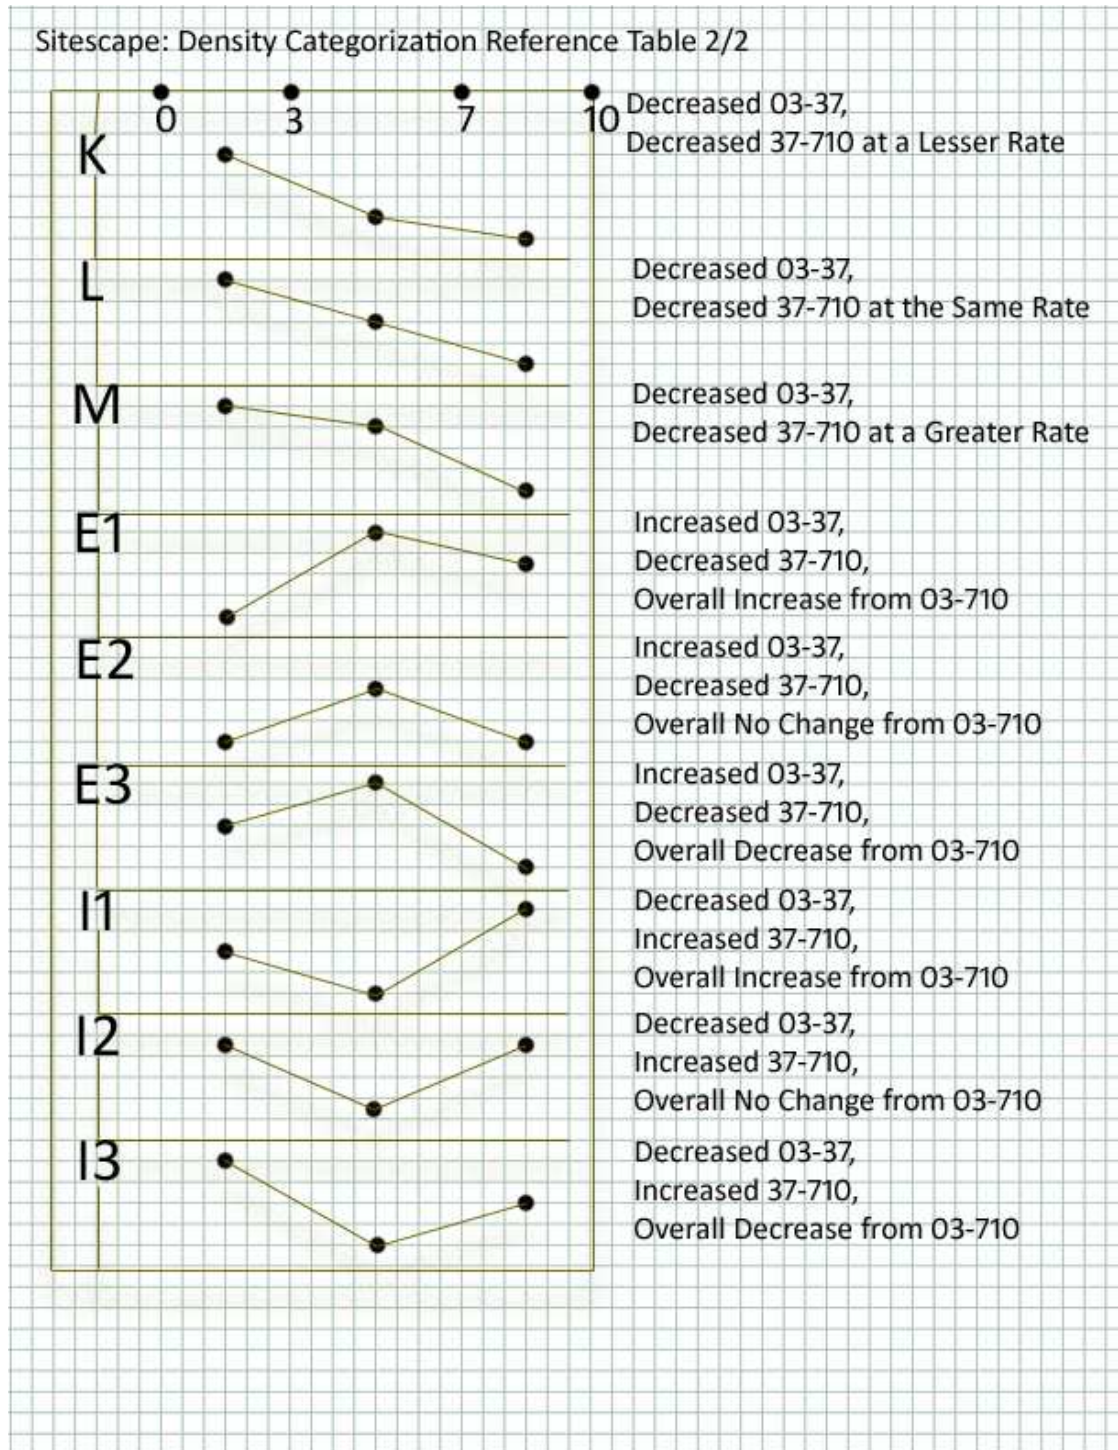 Sitescape: Density Categorization Reference Table 2/2
0 3 7 10
K
Decreased 03-37,
Decreased 37-710 at a Lesser Rate
L
Decreased 03-37,
Decreased 37-710 at the Same Rate
M
Decreased 03-37,
Decreased 37-710 at a Greater Rate
E1
Increased 03-37,
Decreased 37-710,
Overall Increase from 03-710
E2
Increased 03-37,
Decreased 37-710,
Overall No Change from 03-710
E3
Increased 03-37,
Decreased 37-710,
Overall Decrease from 03-710
I1
Decreased 03-37,
Increased 37-710,
Overall Increase from 03-710
I2
Decreased 03-37,
Increased 37-710,
Overall No Change from 03-710
I3
Decreased 03-37,
Increased 37-710,
Overall Decrease from 03-710